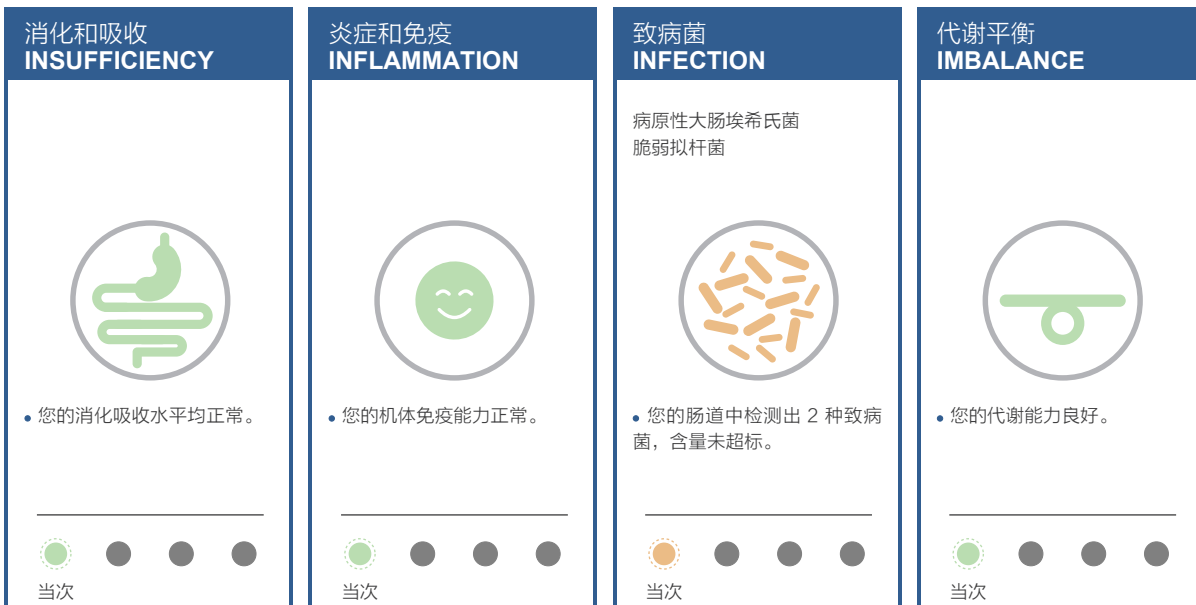 消化和吸收
INSUFFICIENCY
• 您的消化吸收水平均正常。
当次
炎症和免疫
INFLAMMATION
• 您的机体免疫能力正常。
当次
致病菌
INFECTION
病原性大肠埃希氏菌
脆弱拟杆菌
• 您的肠道中检测出 2 种致病
菌，含量未超标。
当次
代谢平衡
IMBALANCE
• 您的代谢能力良好。
当次